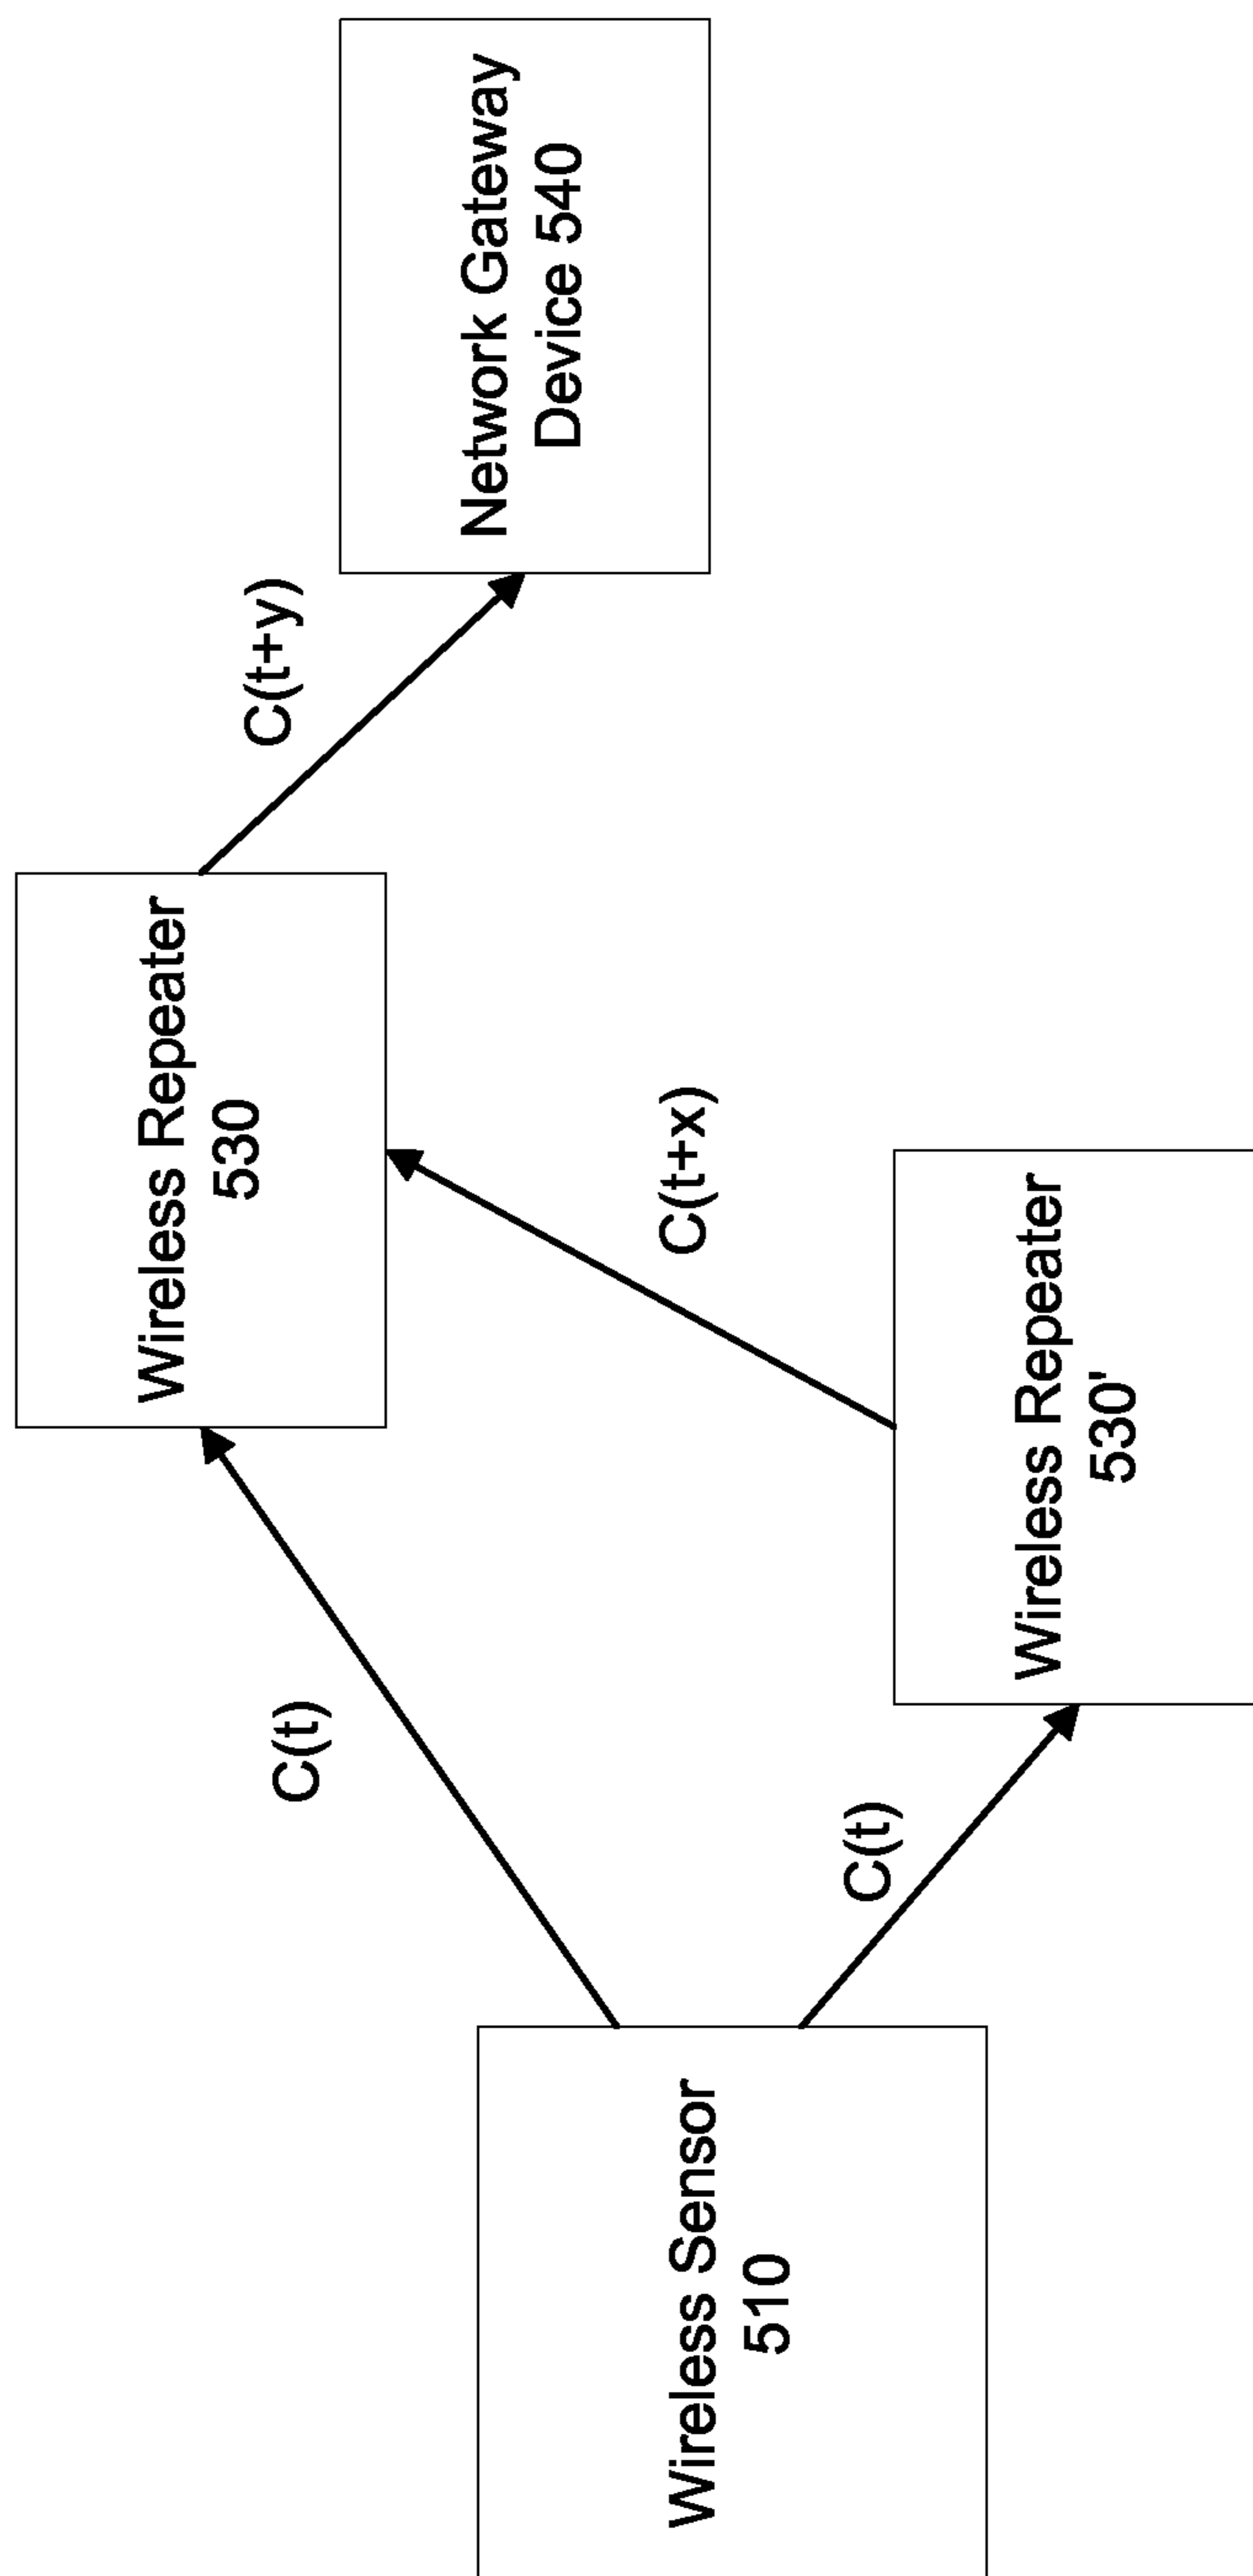 Wireless Sensor
510
C(t)
C(t)
Wireless Repeater
530
C(t+x)
Wireless Repeater
530'
C(t+y)
Network Gateway
Device 540